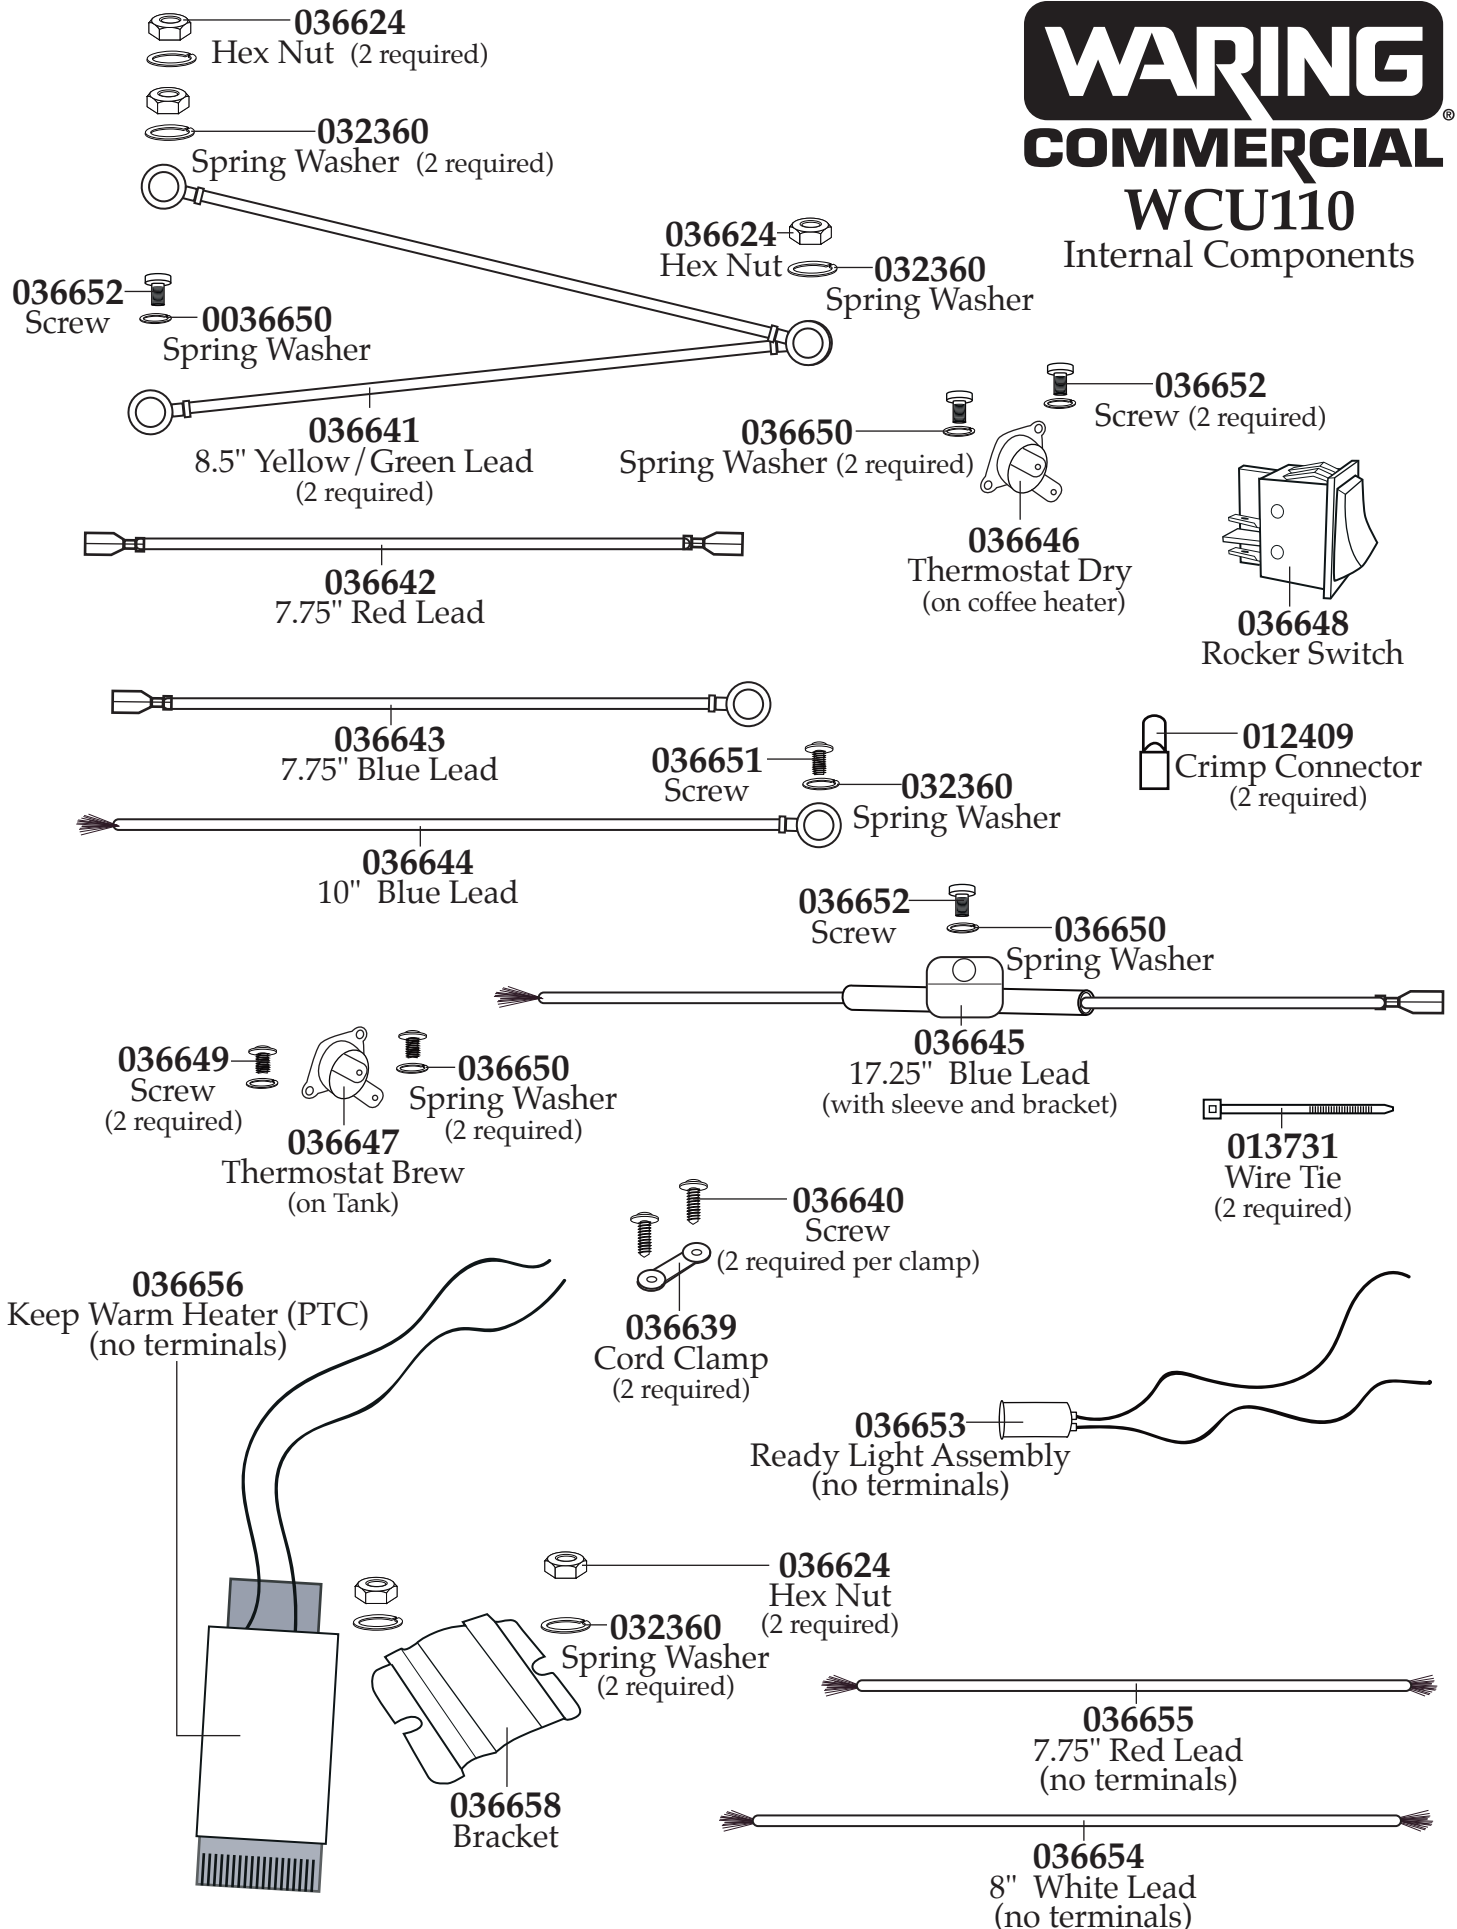 036624
Hex Nut (2 required)
032360
Spring Washer (2 required)
WARING
®
COMMERCIAL
WCU110
Internal Components
036624
Hex Nut
032360
Spring Washer
036652
Screw
0036650
Spring Washer
036641
8.5" Yellow/Green Lead
(2 required)
036652
Screw (2 required)
036650
Spring Washer (2 required)
036646
Thermostat Dry
(on coffee heater)
036648
Rocker Switch
036642
7.75" Red Lead
036643
7.75" Blue Lead
036651
Screw
032360
Spring Washer
012409
Crimp Connector
(2 required)
036644
10" Blue Lead
036652
Screw
036650
Spring Washer
036645
17.25" Blue Lead
(with sleeve and bracket)
036649
Screw
(2 required)
036650
Spring Washer
(2 required)
036647
Thermostat Brew
(on Tank)
013731
Wire Tie
(2 required)
036640
Screw
(2 required per clamp)
036639
Cord Clamp
(2 required)
036656
Keep Warm Heater (PTC)
(no terminals)
036653
Ready Light Assembly
(no terminals)
036624
Hex Nut
(2 required)
032360
Spring Washer
(2 required)
036658
Bracket
036655
7.75" Red Lead
(no terminals)
036654
8" White Lead
(no terminals)